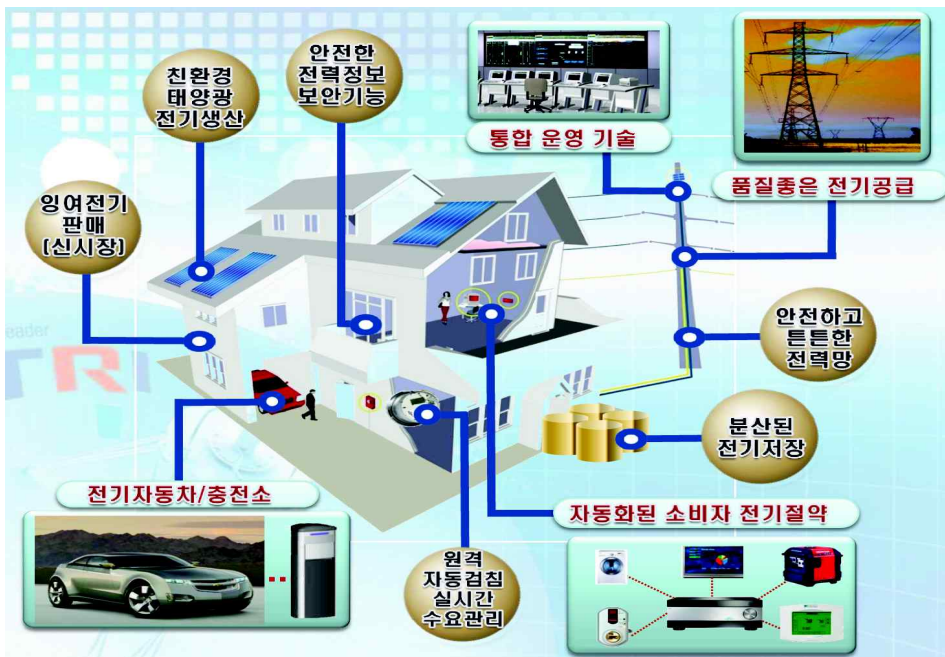 친환경
태양광
전기생산
안전한
전력정보
보안기능
통합 운영 기술
품질좋은 전기공급
잉여전기
판매
(신시장)
eader
TRI
안전하고
튼튼한
전력망
분산된
전기저장
전기자동차/충전소
자동화된 소비자 전기절약
원격
자동검침
실시간
수요관리